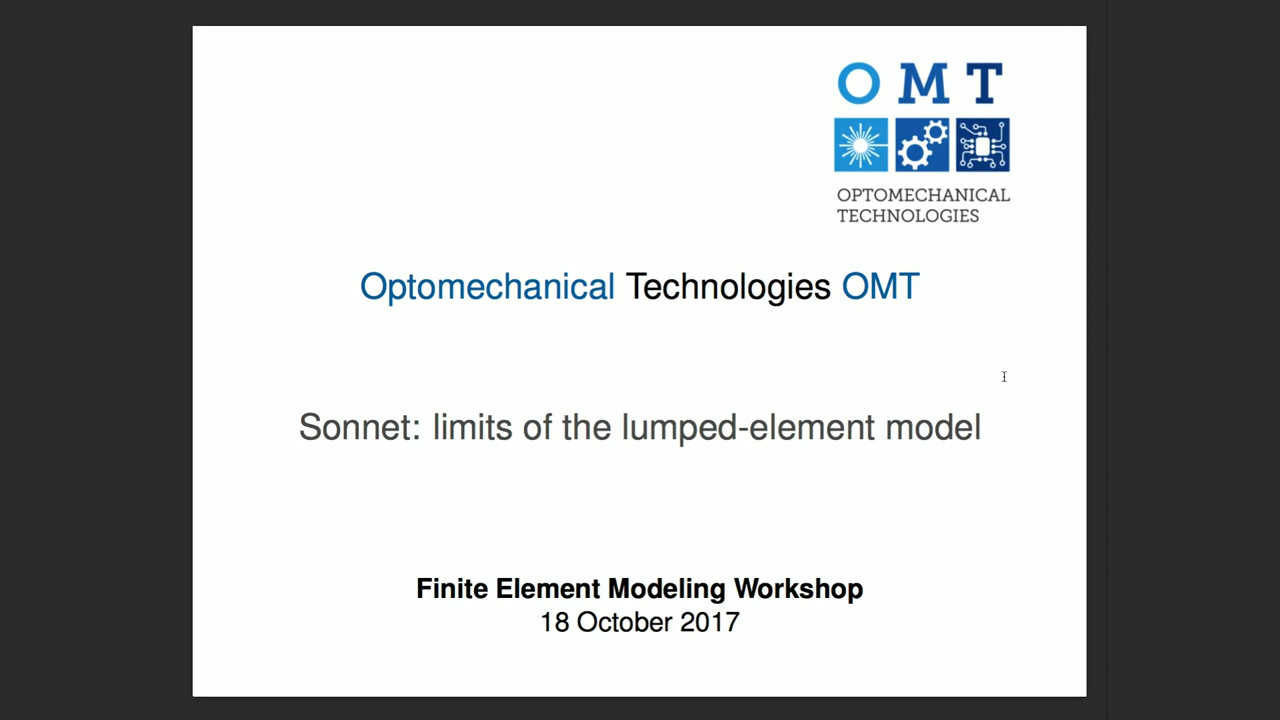 O M T
OPTOMECHANICAL
TECHNOLOGIES
Optomechanical Technologies OMT
Sonnet: limits of the lumped-element model
Finite Element Modeling Workshop
18 October 2017